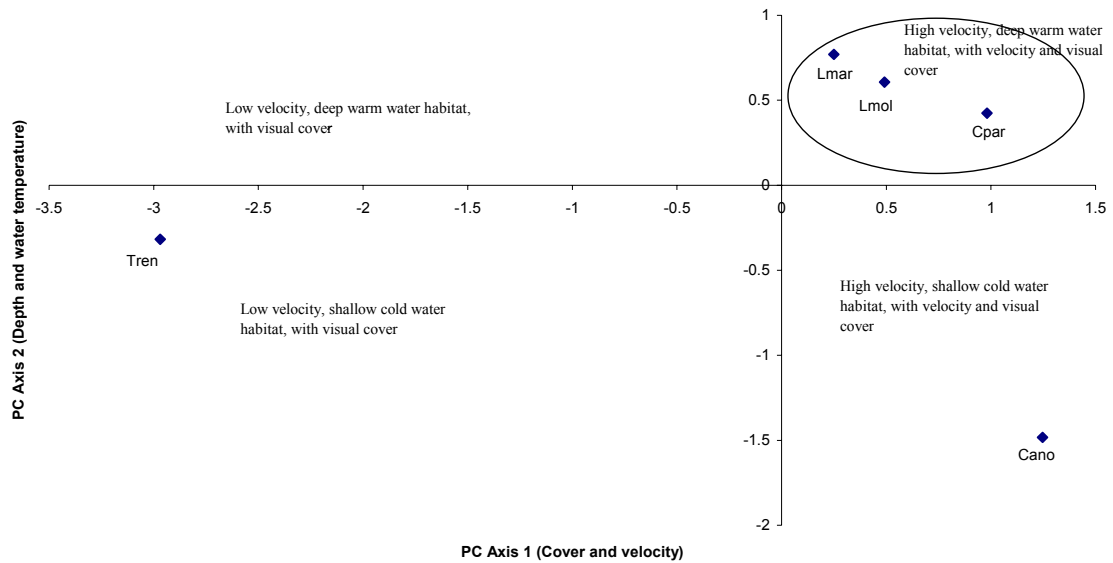 1
High velocity, deep warm water
habitat, with velocity and visual
cover
Lmar
Lmol
0.5
Cpar
Low velocity, deep warm water habitat,
with visual cover
0
-3.5 -3 -2.5 -2 -1.5 -1 -0.5 0 0.5 1 1.5
Tren
-0.5
Low velocity, shallow cold water
habitat, with visual cover
High velocity, shallow cold water
habitat, with velocity and visual
cover
-1
-1.5
Cano
-2
PC Axis 2 (Depth and water temperature)
PC Axis 1 (Cover and velocity)